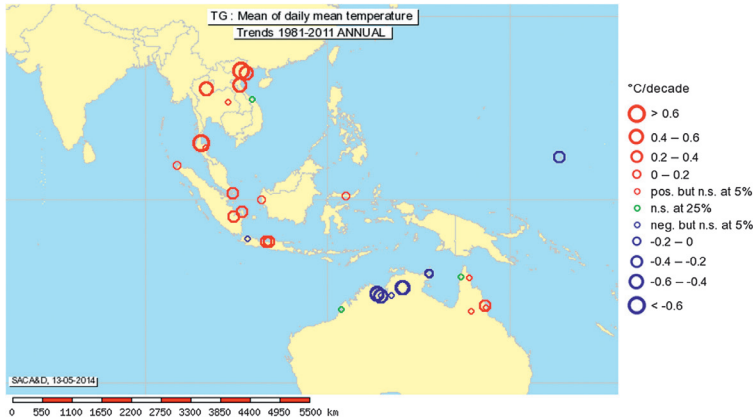 TG : Mean of daily mean temperature
Trends 1981-2011 ANNUAL
°C/decade
> 0.6
0.4 – 0.6
0.2 – 0.4
0 – 0.2
pos. but n.s. at 5%
n.s. at 25%
neg. but n.s. at 5%
-0.2 – 0
-0.4 – -0.2
-0.6 – -0.4
< -0.6
SACA&D, 13-05-2014
0 550 1100 1650 2200 2750 3300 3850 4400 4950 5500 km